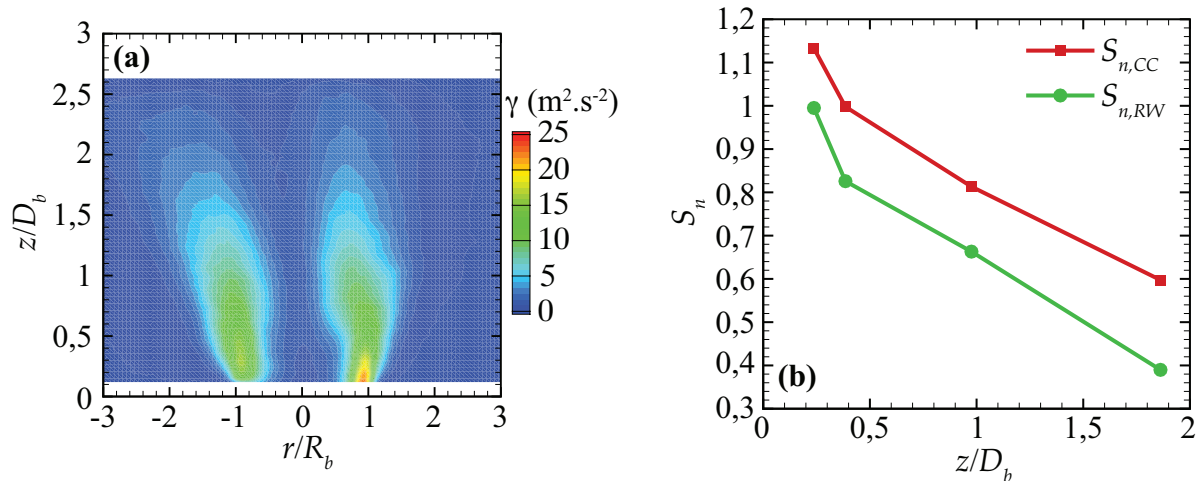 (a)
3
2,5
2
1,5
1
0,5
0
z/D_b
-3 -2 -1 0 1 2 3
r/R_b
γ (m².s⁻²)
25
20
15
10
5
0
1,2
1,1
1
0,9
0,8
0,7
0,6
0,5
0,4
0,3
S_n
S_{n,CC}
S_{n,RW}
(b)
0 0,5 1 1,5 2
z/D_b